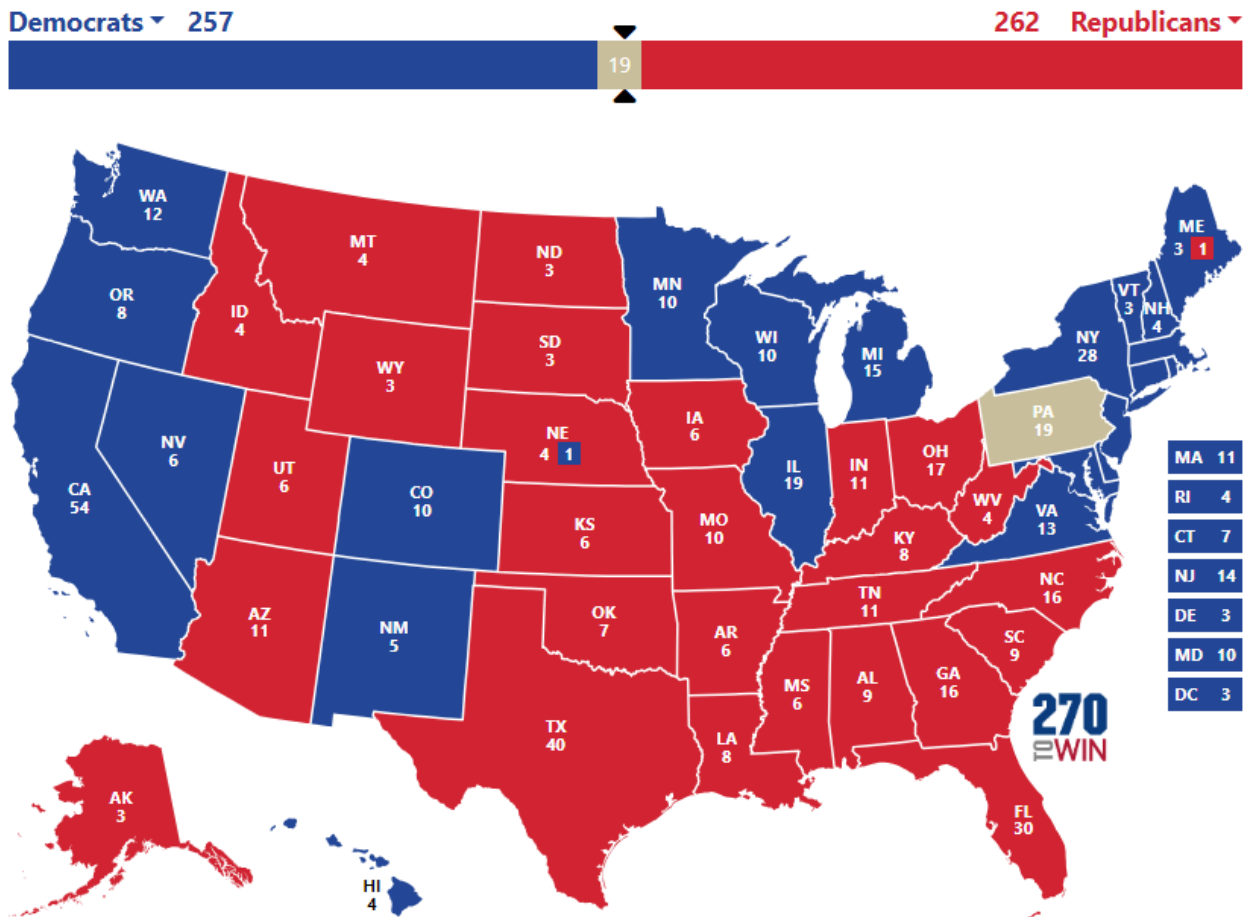 Democrats 257
262 Republicans
19
WA
12
OR
8
CA
54
NV
6
ID
4
MT
4
WY
3
UT
6
AZ
11
CO
10
NM
5
ND
3
SD
3
NE
4 1
KS
6
OK
7
TX
40
MN
10
IA
6
MO
10
AR
6
LA
8
WI
10
IL
19
MI
15
IN
11
OH
17
KY
8
TN
11
MS
6
AL
9
GA
16
FL
30
SC
9
NC
16
VA
13
WV
4
PA
19
NY
28
VT
3
NH
4
ME
3 1
MA 11
RI 4
CT 7
NJ 14
DE 3
MD 10
DC 3
AK
3
HI
4
270
TO WIN